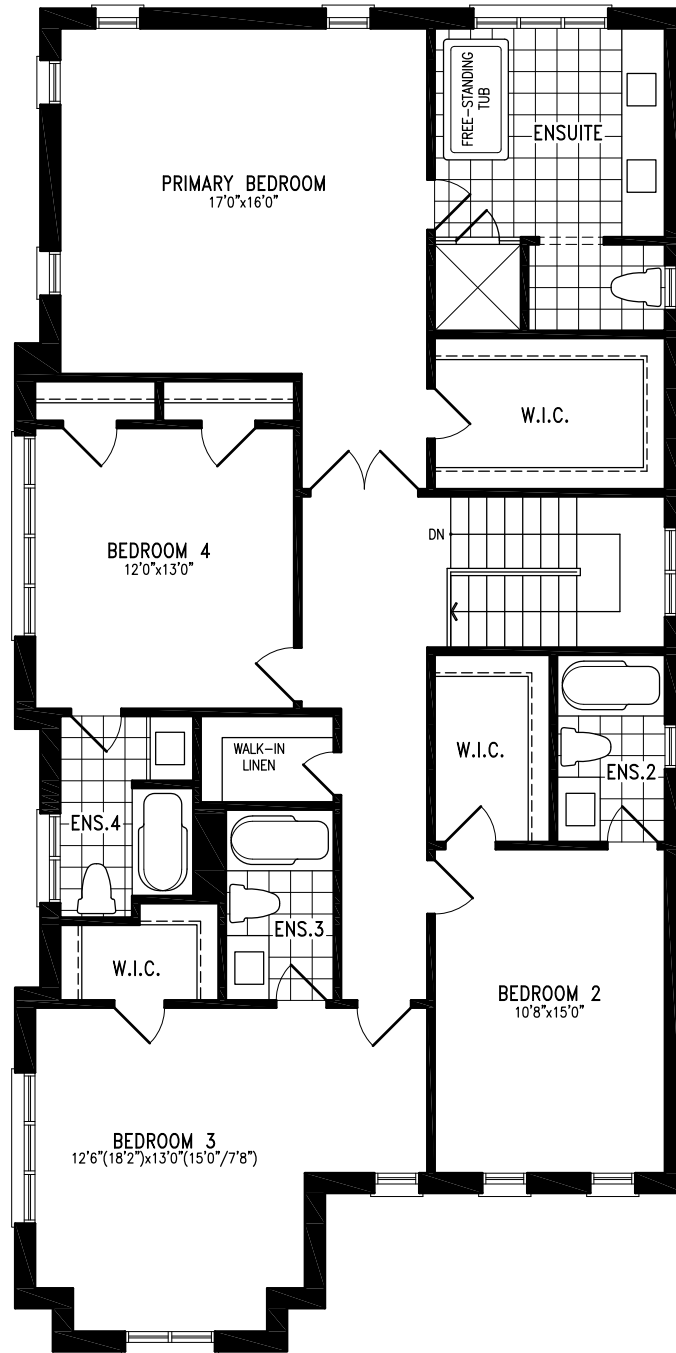 FREE-STANDING
TUB
ENSUITE
PRIMARY BEDROOM
17'0"x16'0"
W.I.C.
DN
BEDROOM 4
12'0"x13'0"
WALK-IN
LINEN
W.I.C.
ENS.2
ENS.4
ENS.3
W.I.C.
BEDROOM 2
10'8"x15'0"
BEDROOM 3
12'6"(18'2")x13'0"(15'0"/7'8")